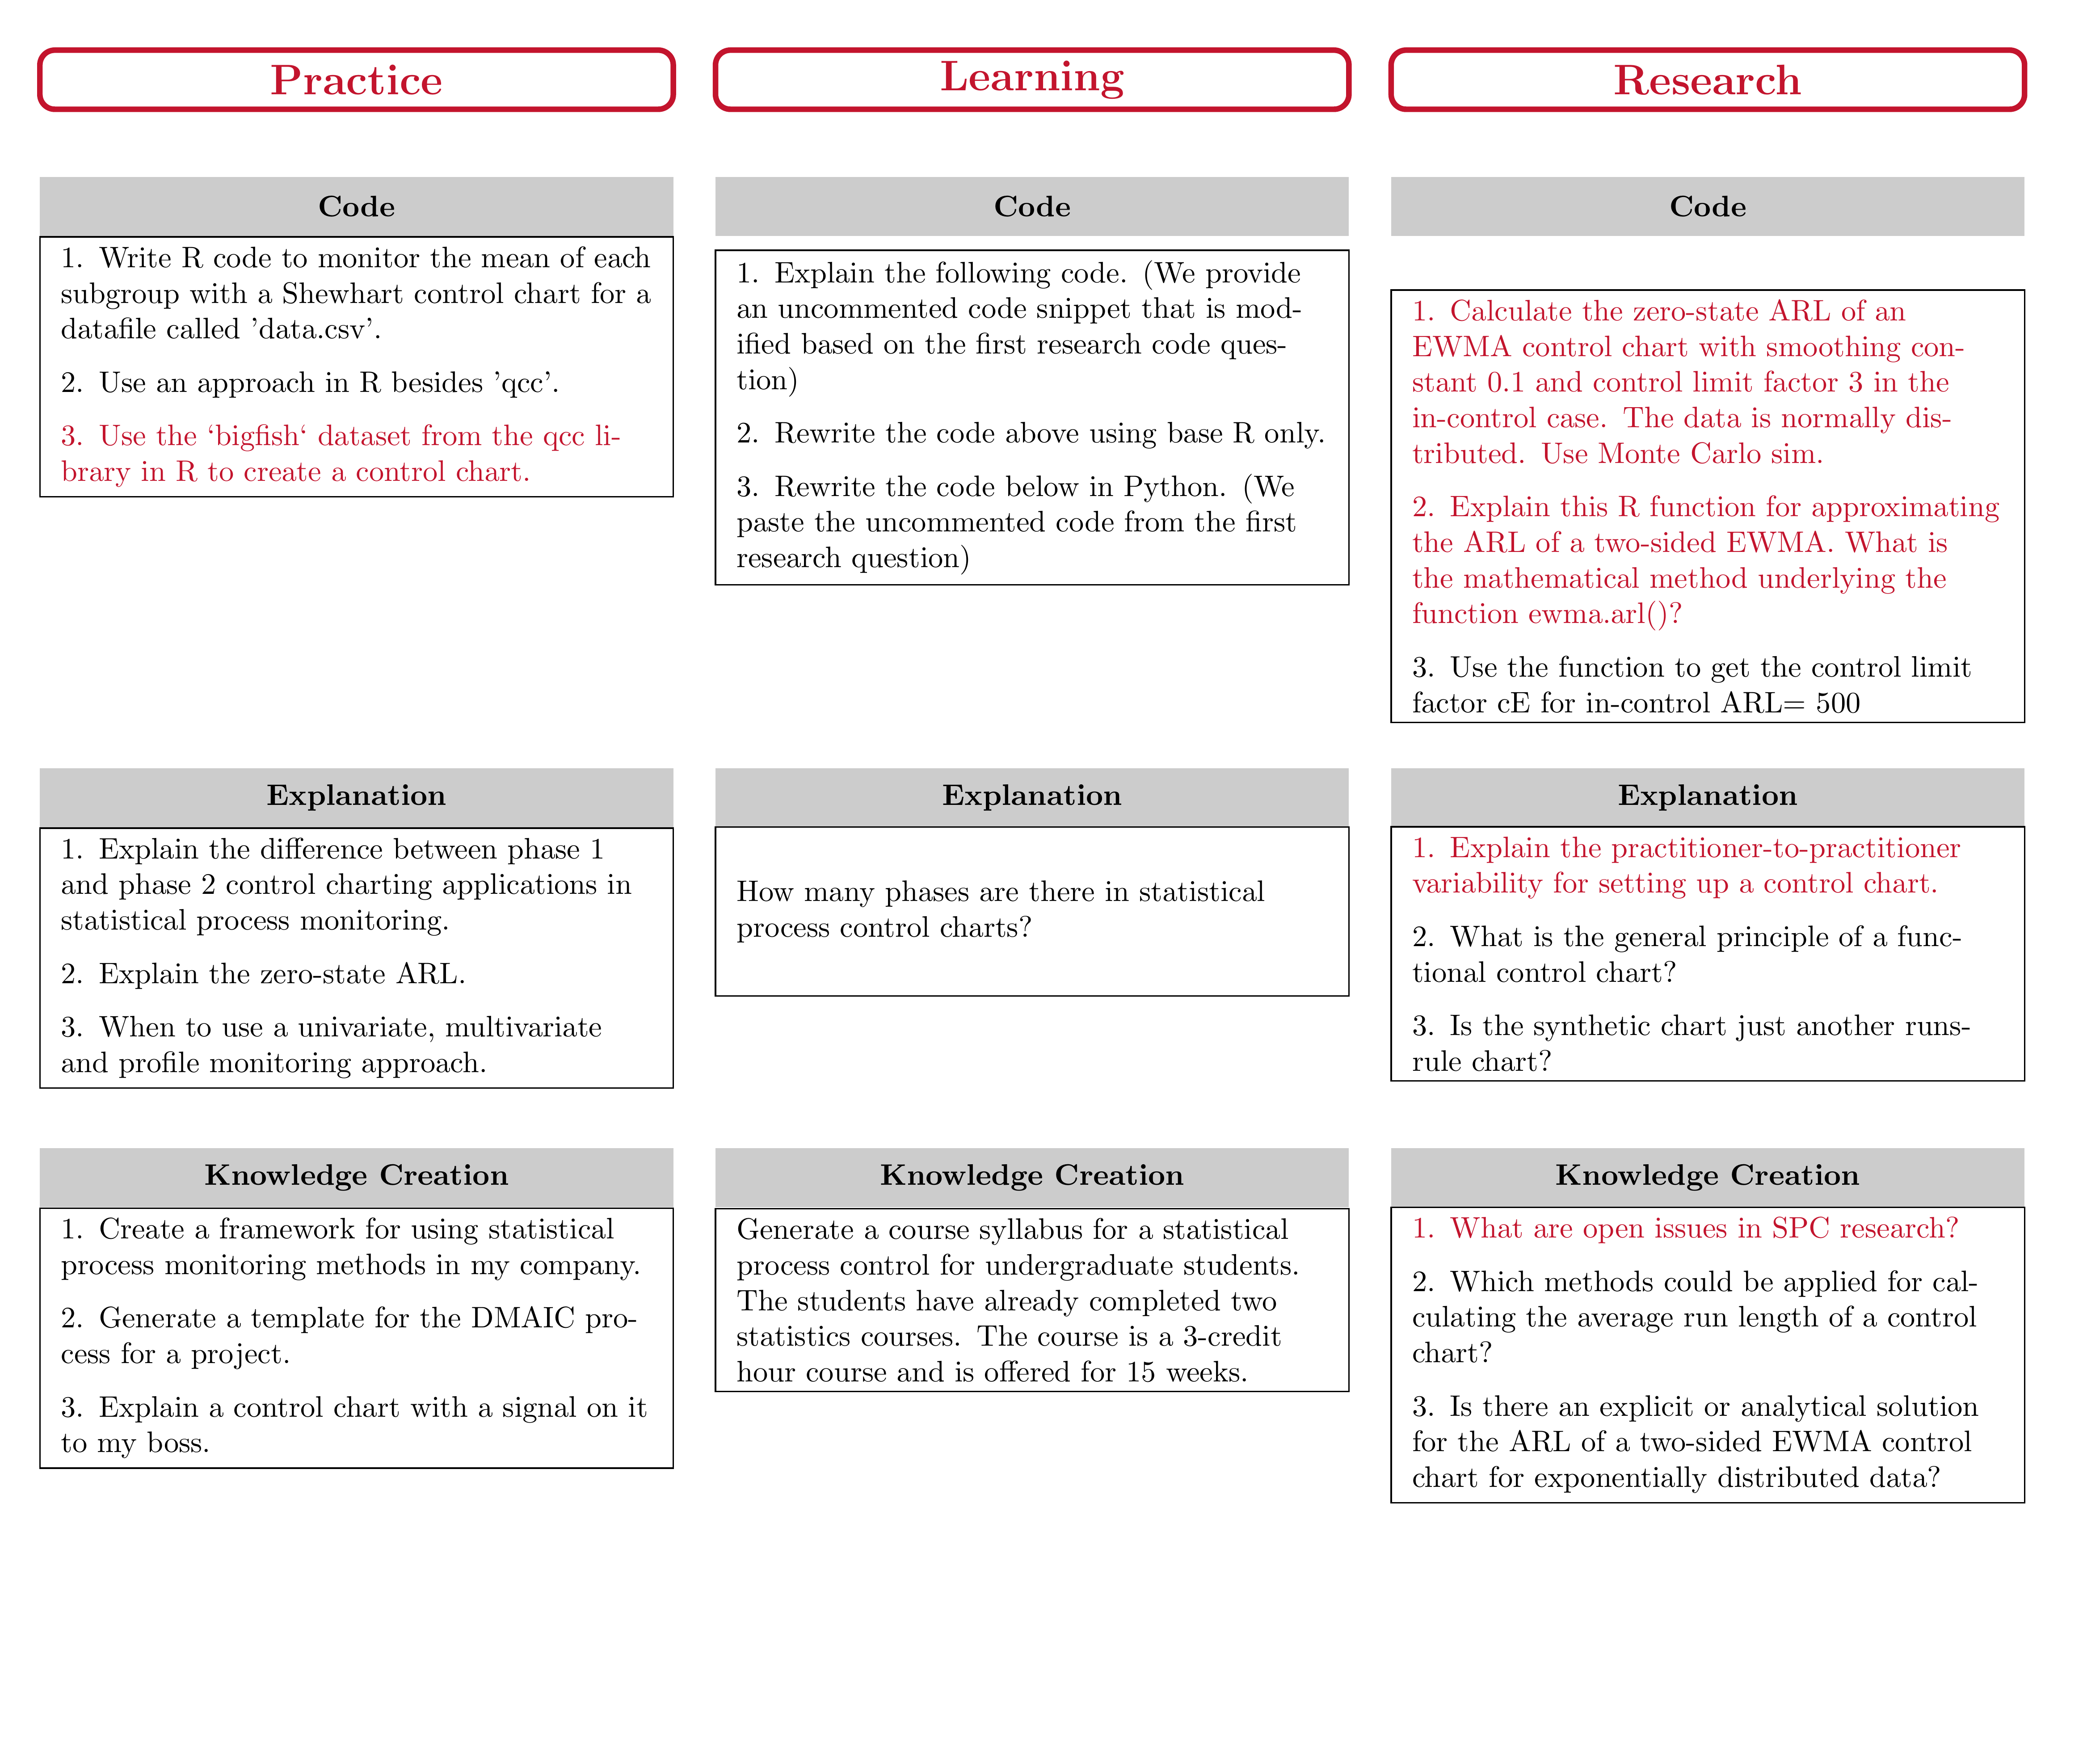 Practice
Code
1. Write R code to monitor the mean of each
subgroup with a Shewhart control chart for a
datafile called ’data.csv’.
2. Use an approach in R besides ’qcc’.
3. Use the ‘bigfish‘ dataset from the qcc li-
brary in R to create a control chart.
Explanation
1. Explain the difference between phase 1
and phase 2 control charting applications in
statistical process monitoring.
2. Explain the zero-state ARL.
3. When to use a univariate, multivariate
and profile monitoring approach.
Knowledge Creation
1. Create a framework for using statistical
process monitoring methods in my company.
2. Generate a template for the DMAIC pro-
cess for a project.
3. Explain a control chart with a signal on it
to my boss.
Learning
Code
1. Explain the following code. (We provide
an uncommented code snippet that is mod-
ified based on the first research code ques-
tion)
2. Rewrite the code above using base R only.
3. Rewrite the code below in Python. (We
paste the uncommented code from the first
research question)
Explanation
How many phases are there in statistical
process control charts?
Knowledge Creation
Generate a course syllabus for a statistical
process control for undergraduate students.
The students have already completed two
statistics courses. The course is a 3-credit
hour course and is offered for 15 weeks.
Research
Code
1. Calculate the zero-state ARL of an
EWMA control chart with smoothing con-
stant 0.1 and control limit factor 3 in the
in-control case. The data is normally dis-
tributed. Use Monte Carlo sim.
2. Explain this R function for approximating
the ARL of a two-sided EWMA. What is
the mathematical method underlying the
function ewma.arl()?
3. Use the function to get the control limit
factor cE for in-control ARL= 500
Explanation
1. Explain the practitioner-to-practitioner
variability for setting up a control chart.
2. What is the general principle of a func-
tional control chart?
3. Is the synthetic chart just another runs-
rule chart?
Knowledge Creation
1. What are open issues in SPC research?
2. Which methods could be applied for cal-
culating the average run length of a control
chart?
3. Is there an explicit or analytical solution
for the ARL of a two-sided EWMA control
chart for exponentially distributed data?